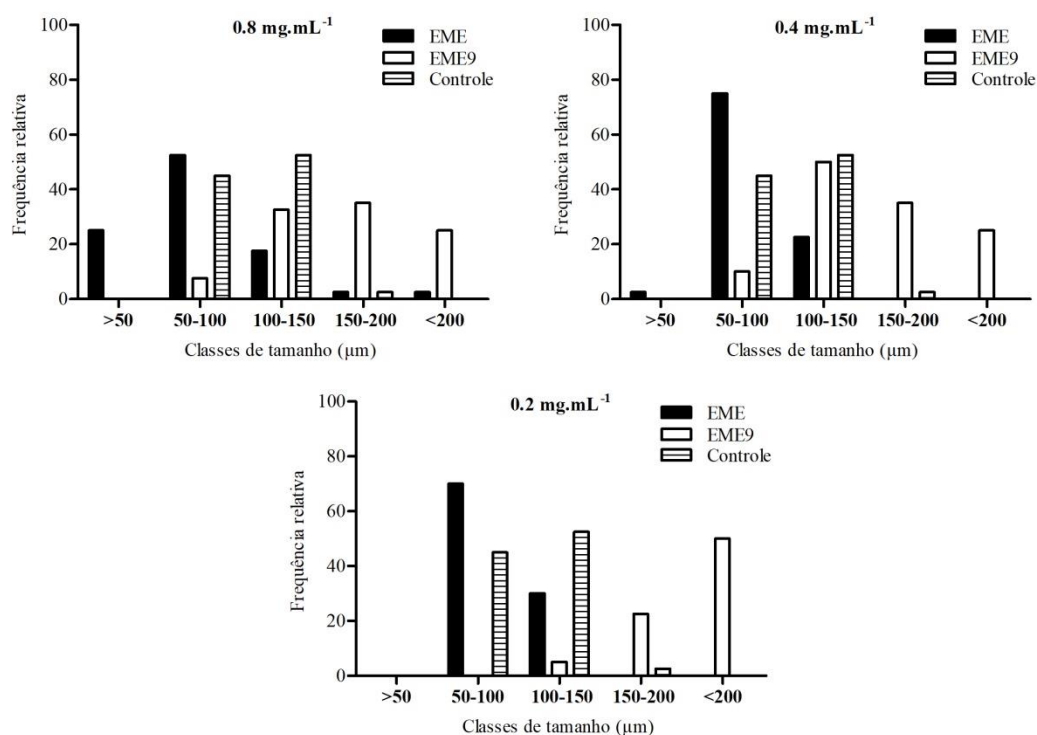 0.8 mg.mL⁻¹
EME
EME9
Controle
Frequência relativa
100
80
60
40
20
0
>50 50-100 100-150 150-200 <200
Classes de tamanho (µm)
0.4 mg.mL⁻¹
EME
EME9
Controle
Frequência relativa
100
80
60
40
20
0
>50 50-100 100-150 150-200 <200
Classes de tamanho (µm)
0.2 mg.mL⁻¹
EME
EME9
Controle
Frequência relativa
100
80
60
40
20
0
>50 50-100 100-150 150-200 <200
Classes de tamanho (µm)